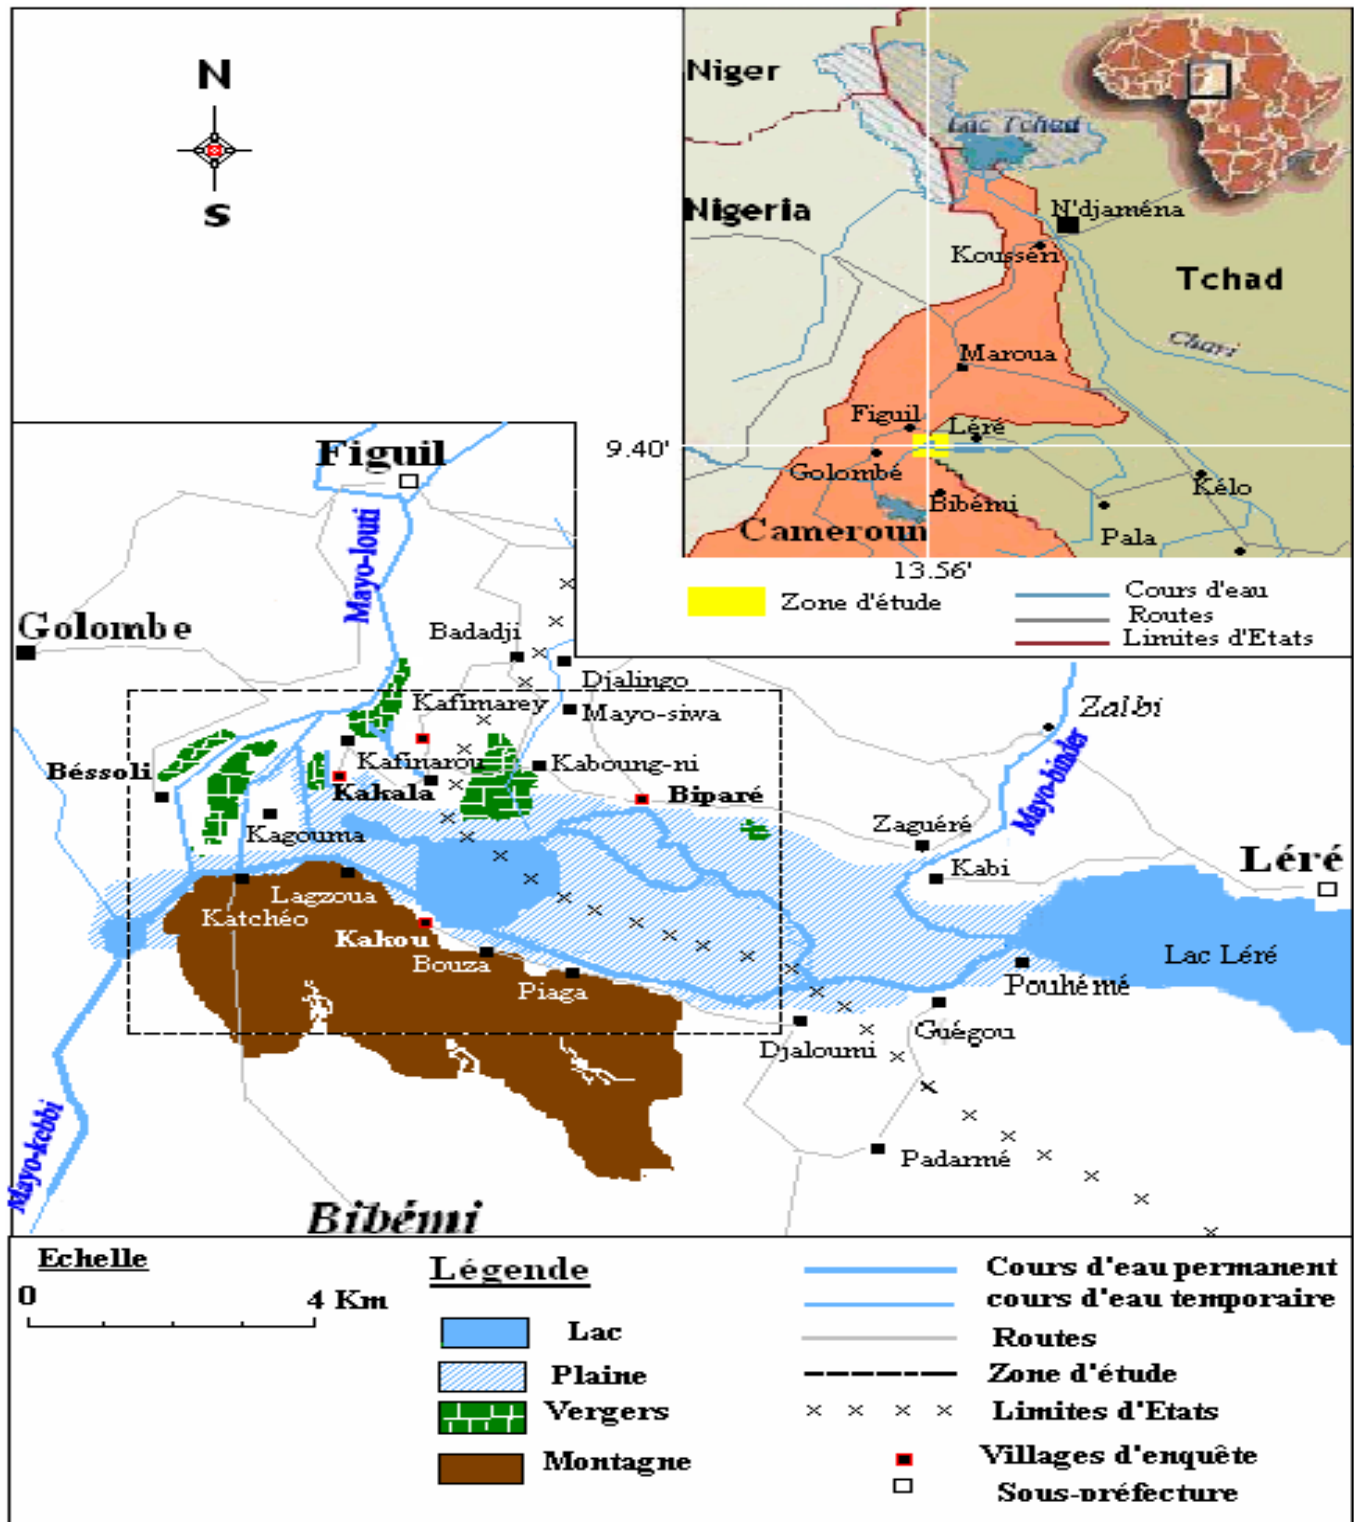 N
S
Niger
Lac Tchad
Nigeria
N'djaména
Kousséri
Tchad
Chari
Maroua
Figuil
Léré
9.40'
Golombé
Bibémi
Kélo
Cameroun
Pala
13.56'
Zone d'étude
Cours d'eau
Routes
Limites d'Etats
Figuil
Mayo-louti
Golombe
Badadji
Djalingo
Kafimarey
Mayo-siwa
Zalbi
Béssoli
Kafinarou
Kaboung-ni
Kakala
Biparé
Mayo-binder
Kagouma
Zaguéré
Léré
Kabi
Lagzoua
Katchéo
Kakou
Bouza
Lac Léré
Piaga
Pouhémé
Guégou
Djaloumi
Mayo-kebbi
Padarmé
Bibémi
Echelle
0 4 Km
Légende
Lac
Plaine
Vergers
Montagne
Cours d'eau permanent
cours d'eau temporaire
Routes
Zone d'étude
Limites d'Etats
Villages d'enquête
Sous-préfecture